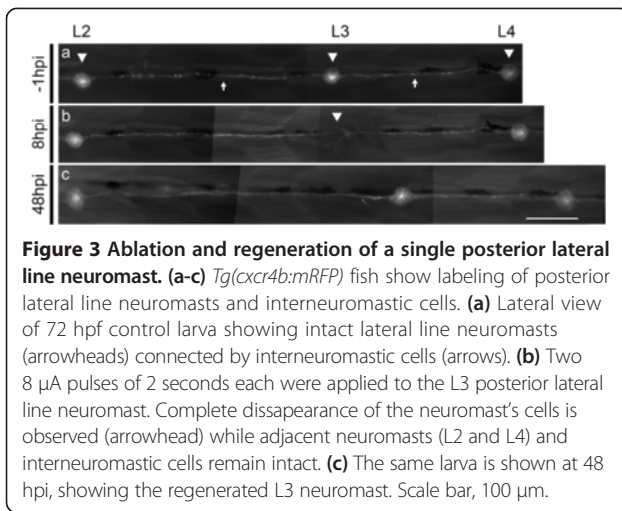 L2 L3 L4
-1hpi
a
8hpi
b
48hpi
c
Figure 3 Ablation and regeneration of a single posterior lateral
line neuromast. (a-c) Tg(cxcr4b:mRFP) fish show labeling of posterior
lateral line neuromasts and interneuromastic cells. (a) Lateral view
of 72 hpf control larva showing intact lateral line neuromasts
(arrowheads) connected by interneuromastic cells (arrows). (b) Two
8 μA pulses of 2 seconds each were applied to the L3 posterior lateral
line neuromast. Complete dissapearance of the neuromast's cells is
observed (arrowhead) while adjacent neuromasts (L2 and L4) and
interneuromastic cells remain intact. (c) The same larva is shown at 48
hpi, showing the regenerated L3 neuromast. Scale bar, 100 μm.